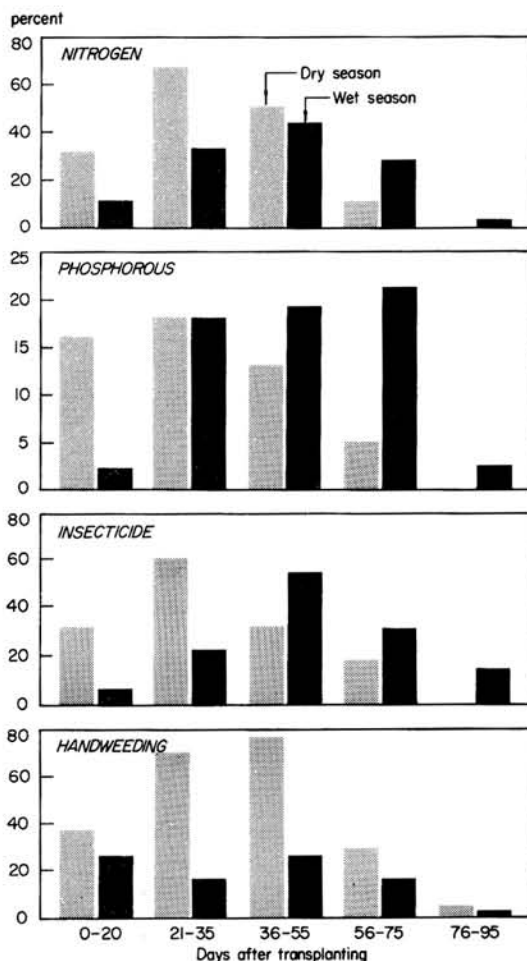 percent
80
NITROGEN
Dry season
60
Wet season
40
20
0
25
PHOSPHOROUS
20
15
10
5
0
80
INSECTICIDE
60
40
20
0
80
HANDWEEDING
60
40
20
0
0-20 21-35 36-55 56-75 76-95
Days after transplanting